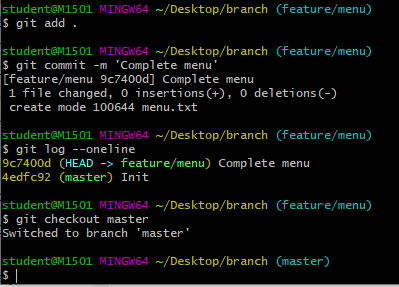 student@M1501 MINGW64 ~/Desktop/branch (feature/menu)
$ git add .
student@M1501 MINGW64 ~/Desktop/branch (feature/menu)
$ git commit -m 'Complete menu'
[feature/menu 9c7400d] Complete menu
 1 file changed, 0 insertions(+), 0 deletions(-)
 create mode 100644 menu.txt
student@M1501 MINGW64 ~/Desktop/branch (feature/menu)
$ git log --oneline
9c7400d (HEAD -> feature/menu) Complete menu
4edfc92 (master) Init
student@M1501 MINGW64 ~/Desktop/branch (feature/menu)
$ git checkout master
Switched to branch 'master'
student@M1501 MINGW64 ~/Desktop/branch (master)
$